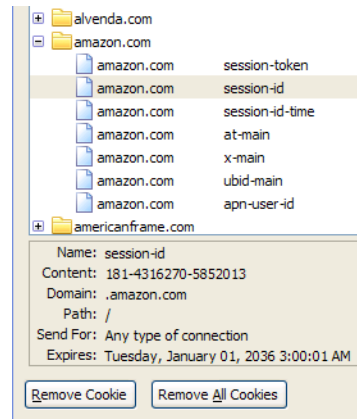 alvenda.com
amazon.com
amazon.com session-token
amazon.com session-id
amazon.com session-id-time
amazon.com at-main
amazon.com x-main
amazon.com ubid-main
amazon.com apn-user-id
americanframe.com
Name: session-id
Content: 181-4316270-5852013
Domain: .amazon.com
Path: /
Send For: Any type of connection
Expires: Tuesday, January 01, 2036 3:00:01 AM
Remove Cookie Remove All Cookies